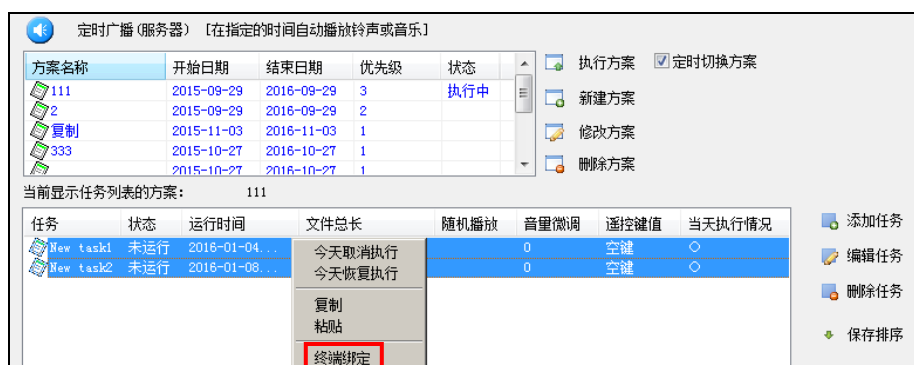 定时广播(服务器) [在指定的时间自动播放铃声或音乐]
方案名称 开始日期 结束日期 优先级 状态
111 2015-09-29 2016-09-29 3 执行中
2 2015-09-29 2016-09-29 2
复制 2015-11-03 2016-11-03 1
333 2015-10-27 2016-10-27 1
2015-10-27 2016-10-27 1
执行方案 定时切换方案
新建方案
修改方案
删除方案
当前显示任务列表的方案: 111
任务 状态 运行时间 文件总长 随机播放 音量微调 遥控键值 当天执行情况
New task1 未运行 2016-01-04... 0 空键 ○
New task2 未运行 2016-01-08... 0 空键 ○
今天取消执行
今天恢复执行
复制
粘贴
终端绑定
添加任务
编辑任务
删除任务
保存排序